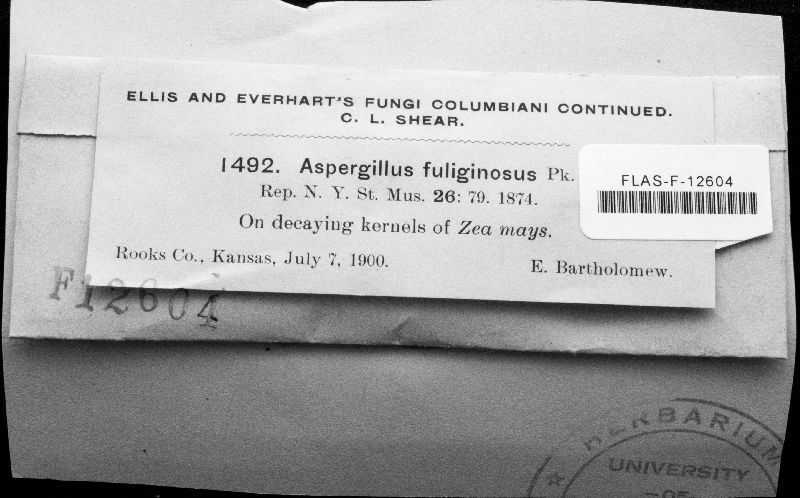 ELLIS AND EVERHART'S FUNGI COLUMBIANI CONTINUED.
C. L. SHEAR.
1492. Aspergillus fuliginosus Pk.
Rep. N. Y. St. Mus. 26: 79. 1874.
On decaying kernels of Zea mays.
Rooks Co., Kansas, July 7, 1900.
E. Bartholomew.
FLAS-F-12604
F12604
HERBARIUM
UNIVERSITY
OF